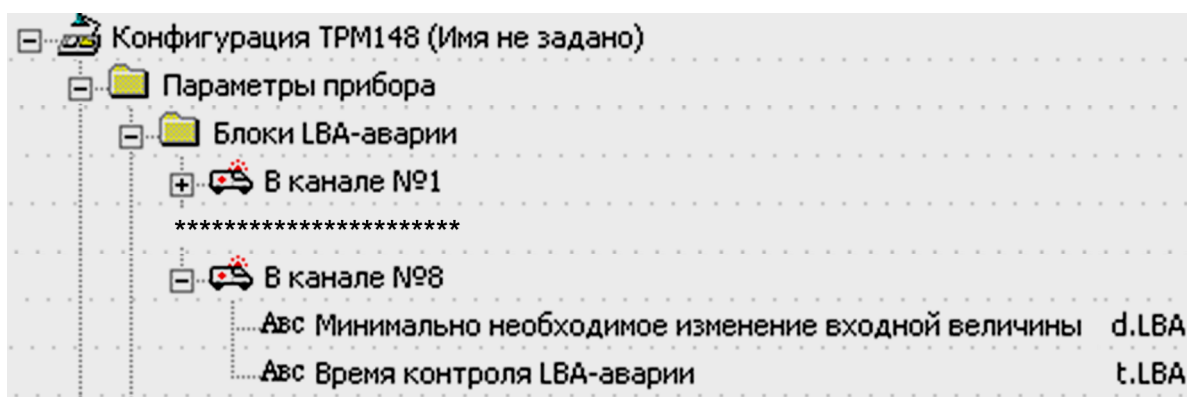 Конфигурация ТРМ148 (Имя не задано)
Параметры прибора
Блоки LBA-аварии
В канале №1
***********************
В канале №8
Авс Минимально необходимое изменение входной величины d.LBA
Авс Время контроля LBA-аварии t.LBA